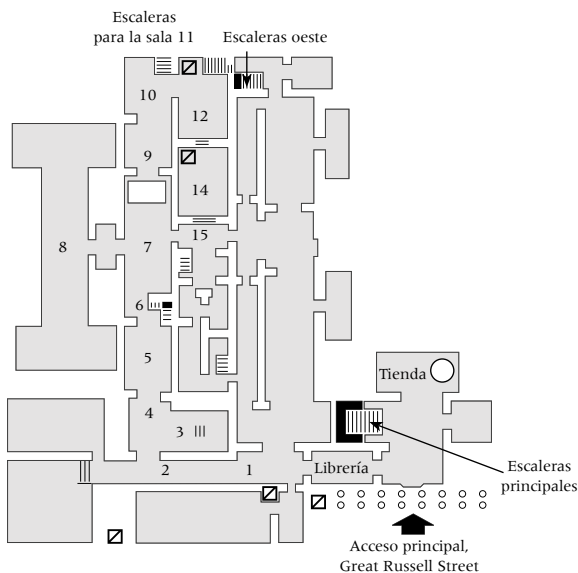 Escaleras
para la sala 11
Escaleras oeste
10
12
9
14
15
8
7
6
5
Tienda
4
3
2
1
Librería
Escaleras
principales
Acceso principal,
Great Russell Street